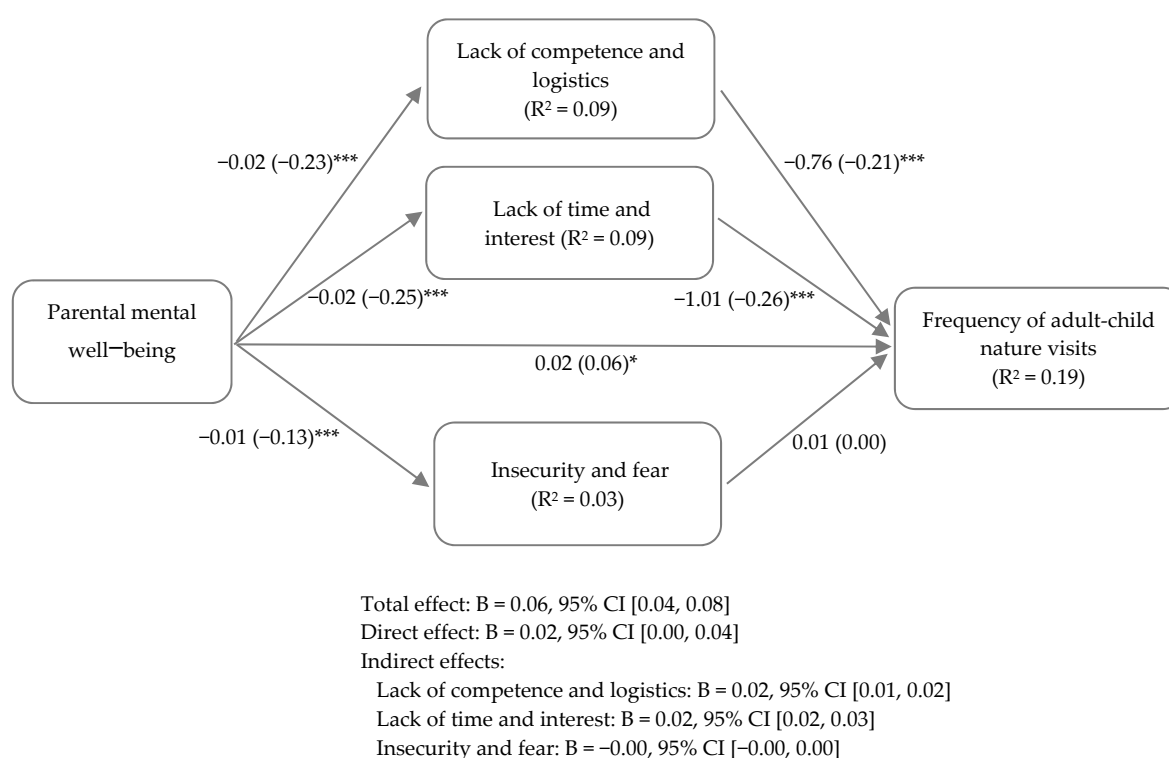 Lack of competence and
logistics
(R² = 0.09)
−0.02 (−0.23)***
−0.76 (−0.21)***
Lack of time and
interest (R² = 0.09)
−0.02 (−0.25)***
−1.01 (−0.26)***
Parental mental
well−being
Frequency of adult-child
nature visits
(R² = 0.19)
0.02 (0.06)*
−0.01 (−0.13)***
0.01 (0.00)
Insecurity and fear
(R² = 0.03)
Total effect: B = 0.06, 95% CI [0.04, 0.08]
Direct effect: B = 0.02, 95% CI [0.00, 0.04]
Indirect effects:
Lack of competence and logistics: B = 0.02, 95% CI [0.01, 0.02]
Lack of time and interest: B = 0.02, 95% CI [0.02, 0.03]
Insecurity and fear: B = −0.00, 95% CI [−0.00, 0.00]